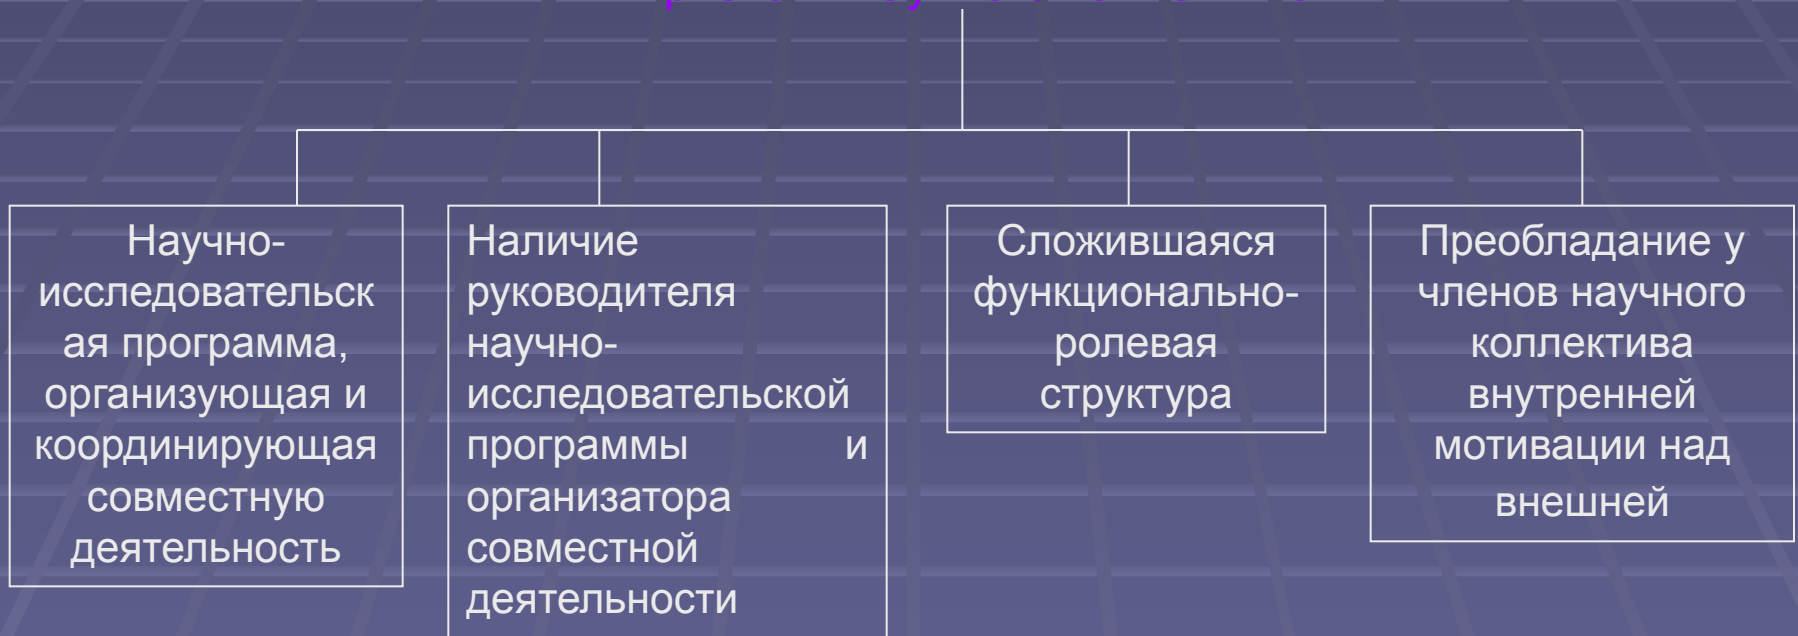 Научно-
исследовательск
ая программа,
организующая и
координирующая
совместную
деятельность
Наличие
руководителя
научно-
исследовательской
программы и
организатора
совместной
деятельности
Сложившаяся
функционально-
ролевая
структура
Преобладание у
членов научного
коллектива
внутренней
мотивации над
внешней